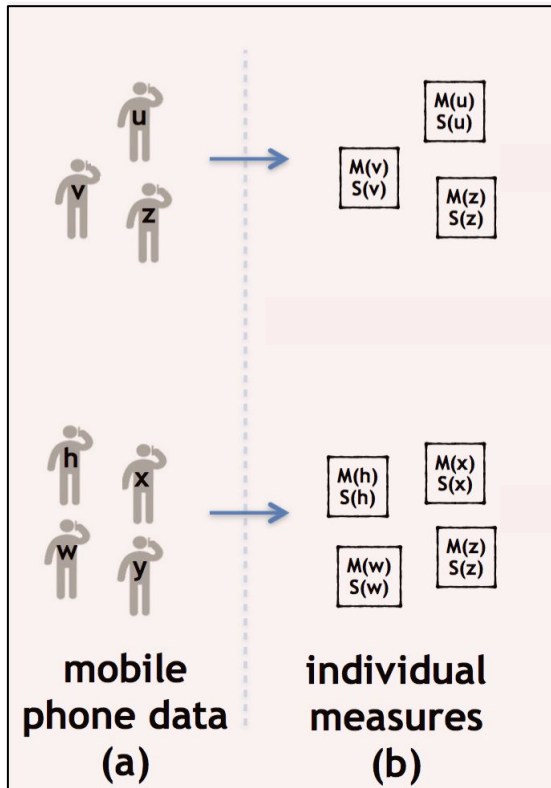 u
v
z
M(u)
S(u)
M(v)
S(v)
M(z)
S(z)
h
x
w
y
M(h)
S(h)
M(x)
S(x)
M(w)
S(w)
M(z)
S(z)
mobile
phone data
(a)
individual
measures
(b)